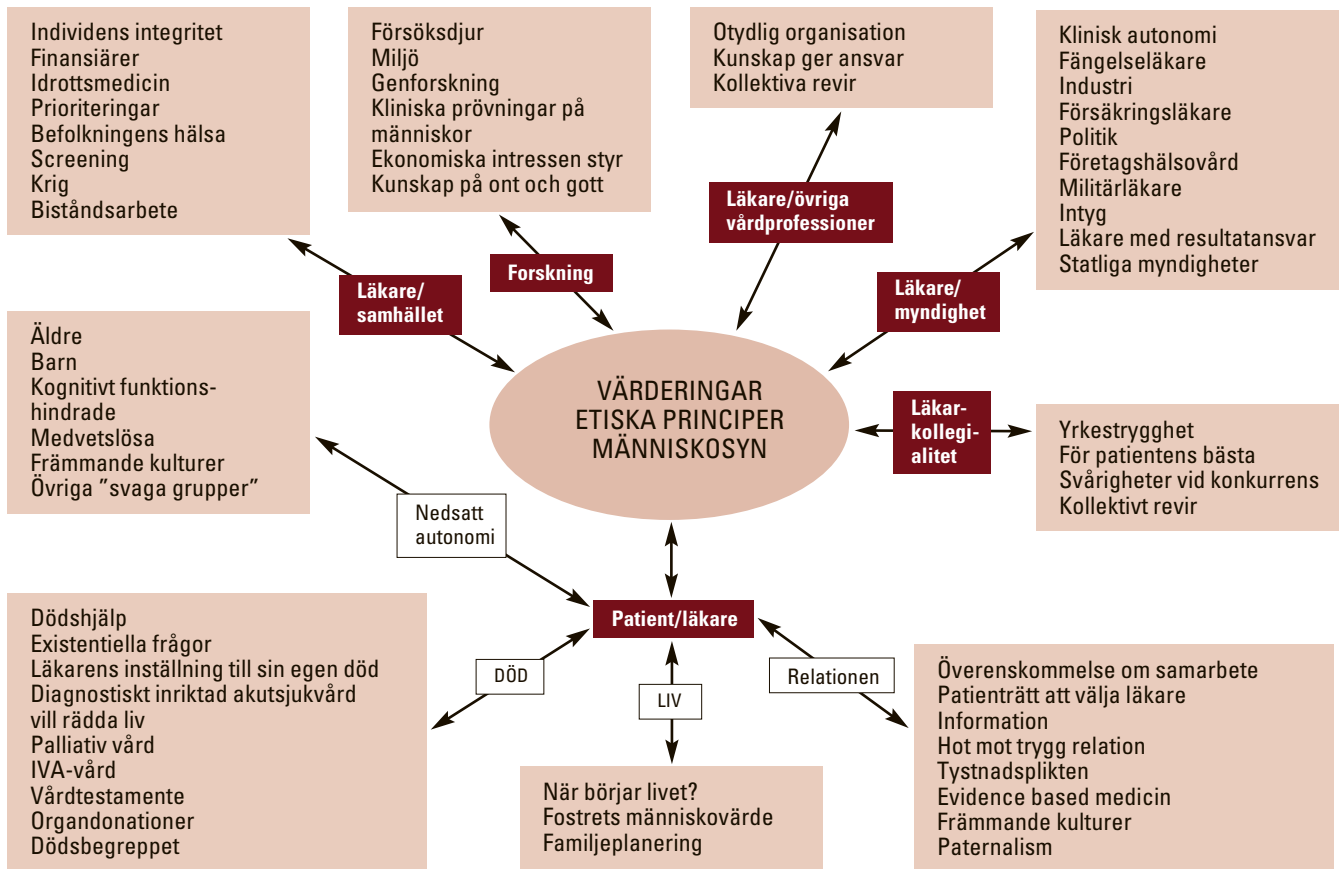 Individens integritet
Finansiärer
Idrottsmedicin
Prioriteringar
Befolkningens hälsa
Screening
Krig
Biståndsarbete
Försöksdjur
Miljö
Genforskning
Kliniska prövningar på
människor
Ekonomiska intressen styr
Kunskap på ont och gott
Otydlig organisation
Kunskap ger ansvar
Kollektiva revir
Klinisk autonomi
Fängelseläkare
Industri
Försäkringsläkare
Politik
Företagshälsovård
Militärläkare
Intyg
Läkare med resultatansvar
Statliga myndigheter
Läkare/
samhället
Forskning
Läkare/övriga
vårdprofessioner
Läkare/
myndighet
Äldre
Barn
Kognitivt funktions-
hindrade
Medvetslösa
Främmande kulturer
Övriga ”svaga grupper”
VÄRDERINGAR
ETISKA PRINCIPER
MÄNNISKOSYN
Läkar-
kollegi-
alitet
Yrkestrygghet
För patientens bästa
Svårigheter vid konkurrens
Kollektivt revir
Nedsatt
autonomi
Patient/läkare
DÖD
LIV
Relationen
Dödshjälp
Existentiella frågor
Läkarens inställning till sin egen död
Diagnostiskt inriktad akutsjukvård
vill rädda liv
Palliativ vård
IVA-vård
Vårdtestamente
Organdonationer
Dödsbegreppet
När börjar livet?
Fostrets människovärde
Familjeplanering
Överenskommelse om samarbete
Patienträtt att välja läkare
Information
Hot mot trygg relation
Tystnadsplikten
Evidence based medicin
Främmande kulturer
Paternalism